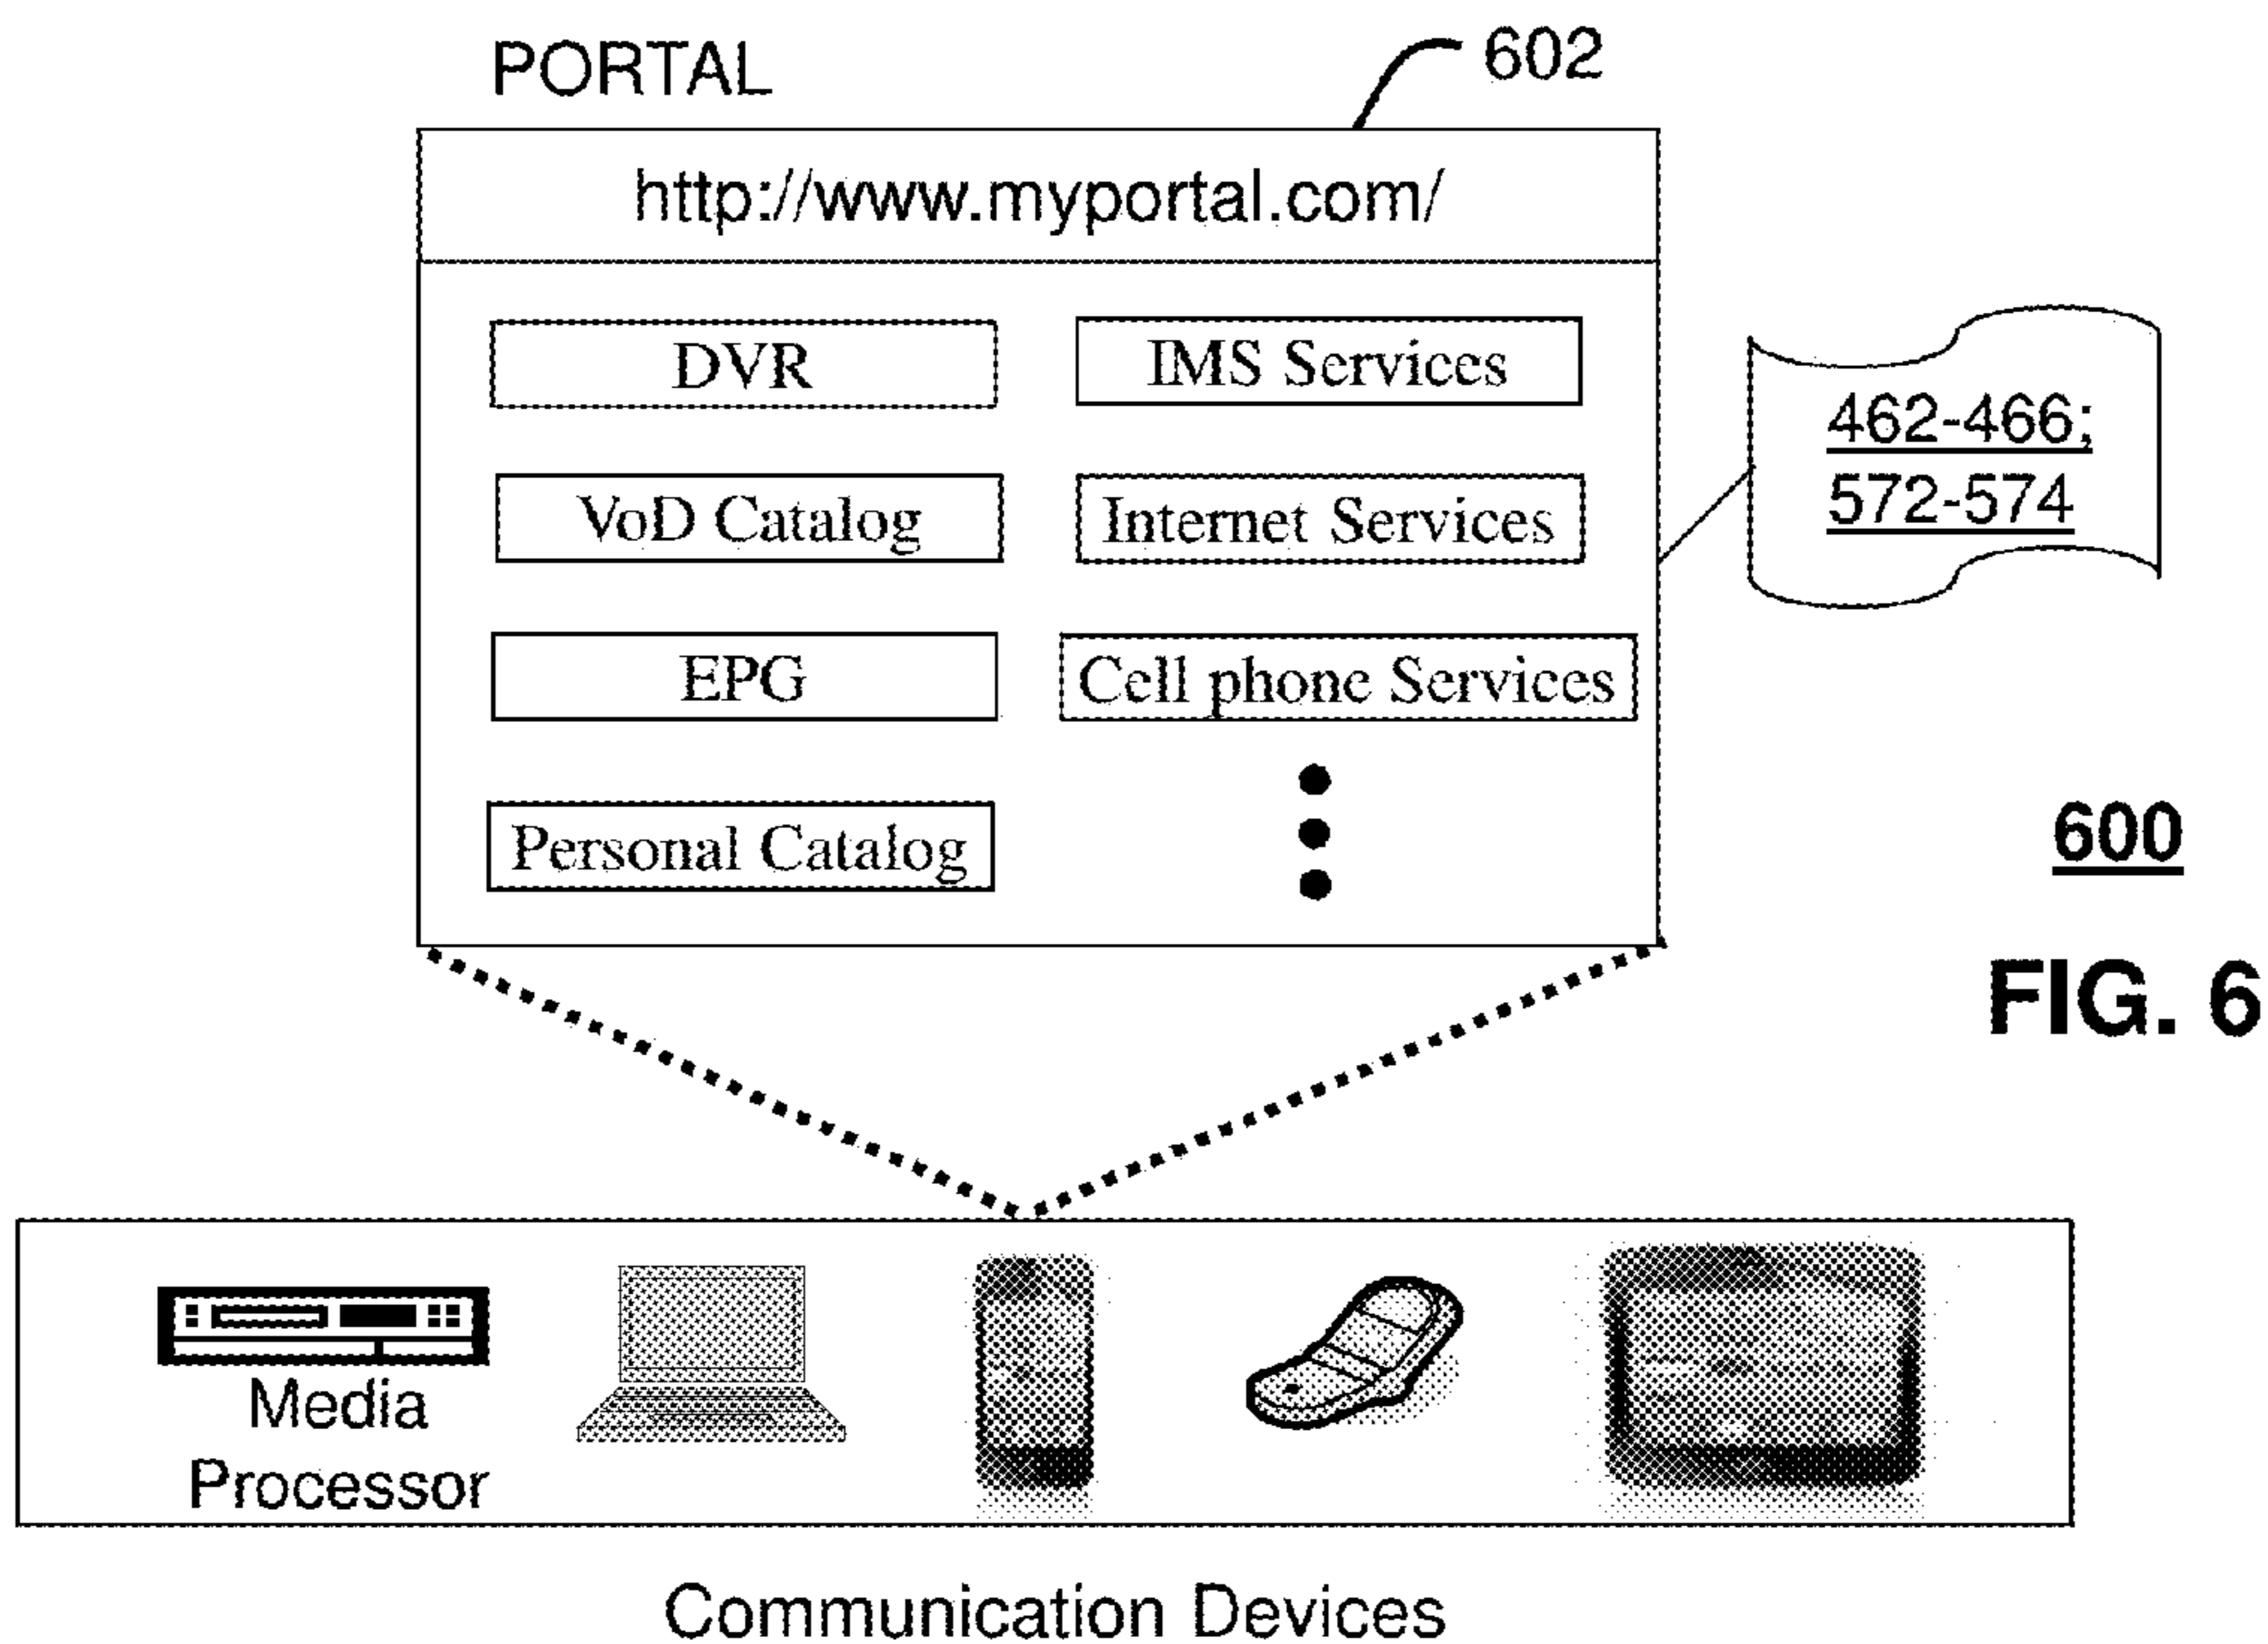 PORTAL
602
http://www.myportal.com/
DVR
IMS Services
VoD Catalog
Internet Services
EPG
Cell phone Services
Personal Catalog
462-466;
572-574
600
FIG. 6
Media
Processor
Communication Devices